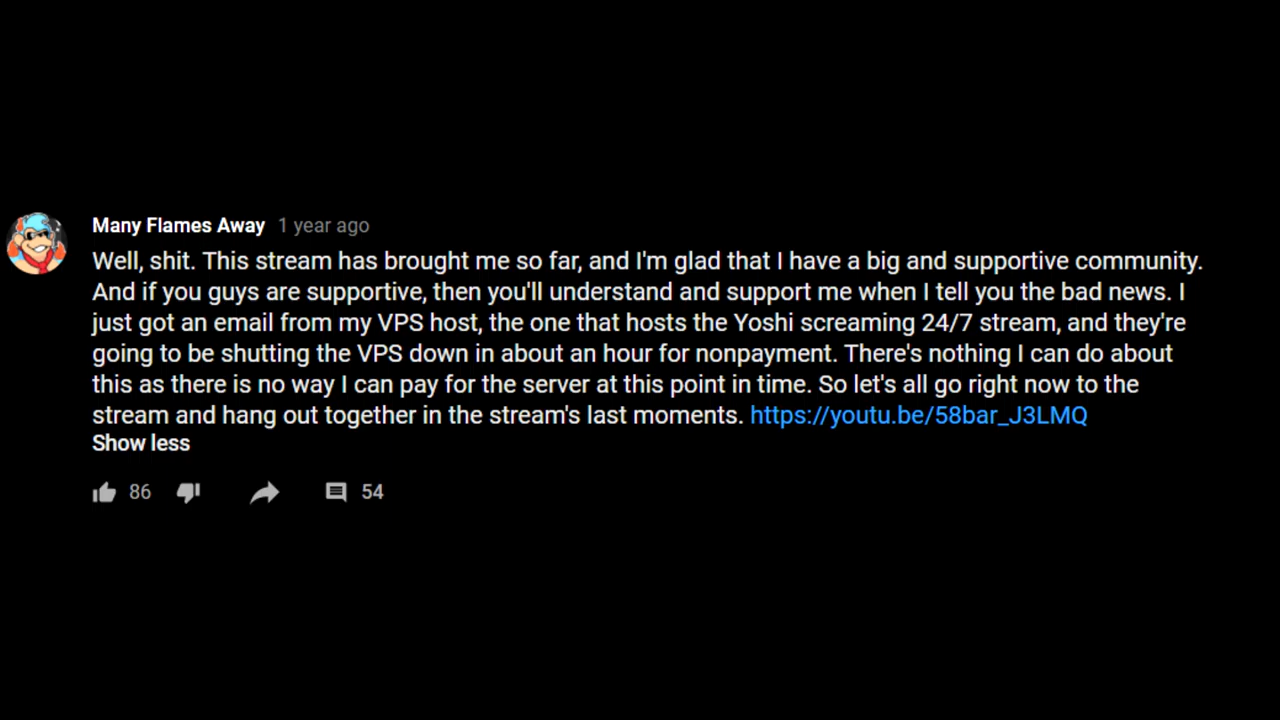 Many Flames Away 1 year ago
Well, shit. This stream has brought me so far, and I'm glad that I have a big and supportive community.
And if you guys are supportive, then you'll understand and support me when I tell you the bad news. I
just got an email from my VPS host, the one that hosts the Yoshi screaming 24/7 stream, and they're
going to be shutting the VPS down in about an hour for nonpayment. There's nothing I can do about
this as there is no way I can pay for the server at this point in time. So let's all go right now to the
stream and hang out together in the stream's last moments. https://youtu.be/58bar_J3LMQ
Show less
86 54